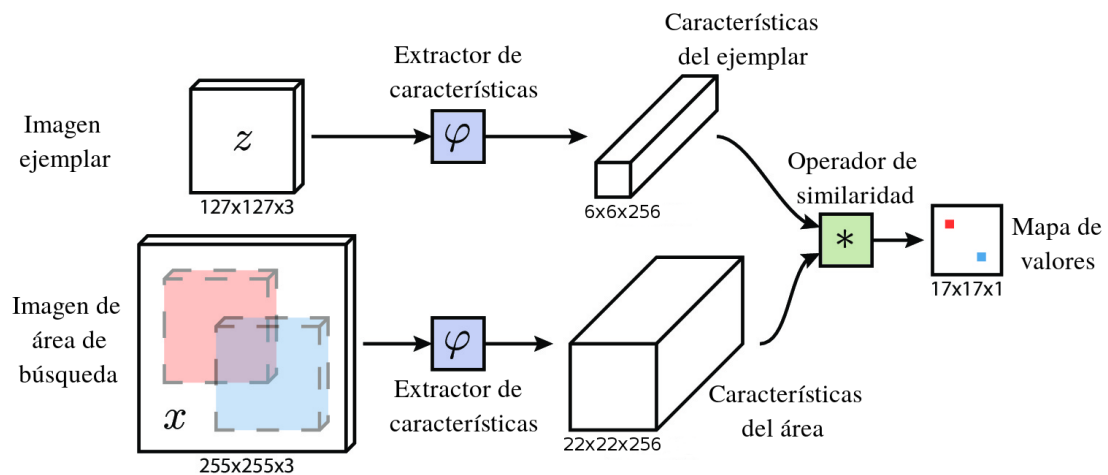 Imagen
ejemplar
z
127x127x3
Extractor de
características
φ
Características
del ejemplar
6x6x256
Operador de
similaridad
*
Mapa de
valores
17x17x1
Imagen de
área de
búsqueda
x
255x255x3
φ
Extractor de
características
22x22x256
Características
del área